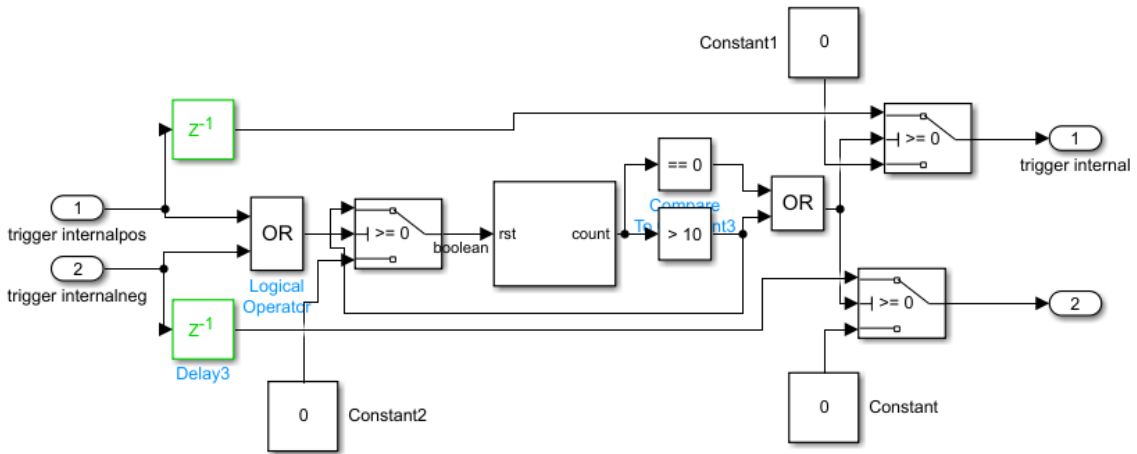 Constant1
0
Z-1
>= 0
1
trigger internal
1
trigger internalpos
OR
Logical
Operator
>= 0
boolean
rst
count
== 0
Compare
> 10
OR
2
trigger internalneg
Z-1
Delay3
>= 0
2
0
Constant2
0
Constant